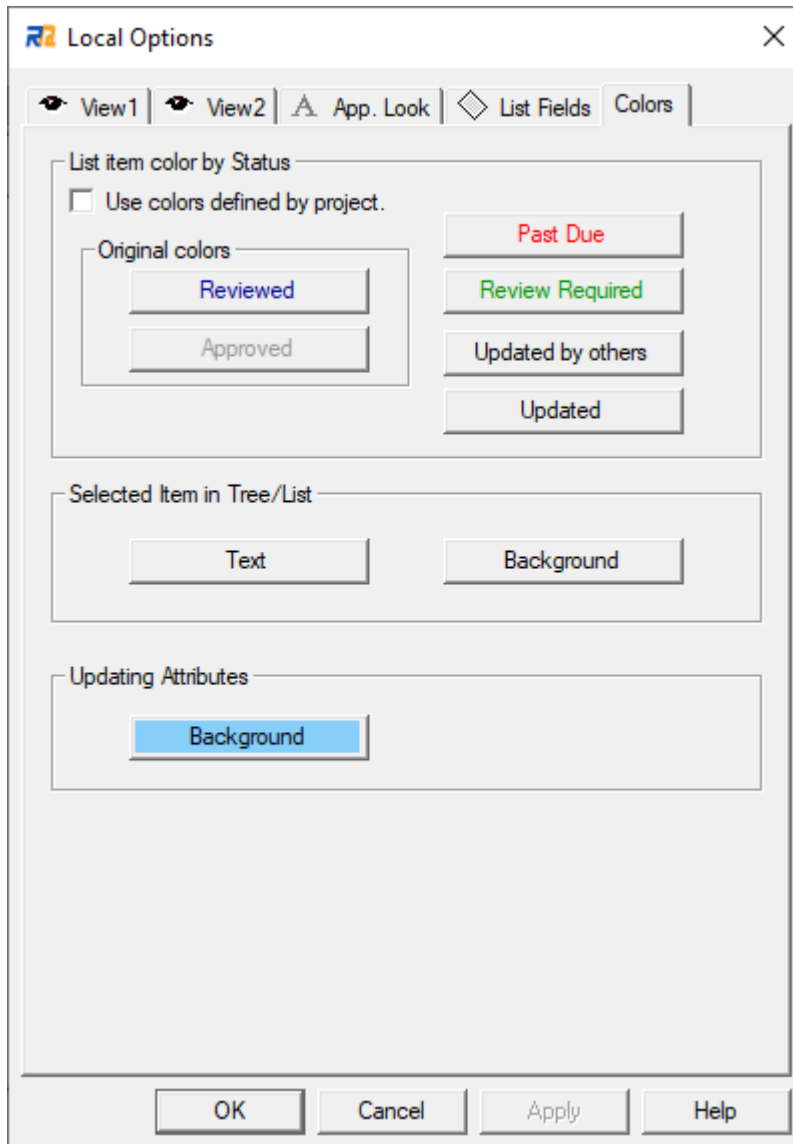 Local Options
View1 View2 App. Look List Fields Colors
List item color by Status
Use colors defined by project.
Original colors
Reviewed
Approved
Past Due
Review Required
Updated by others
Updated
Selected Item in Tree/List
Text Background
Updating Attributes
Background
OK Cancel Apply Help